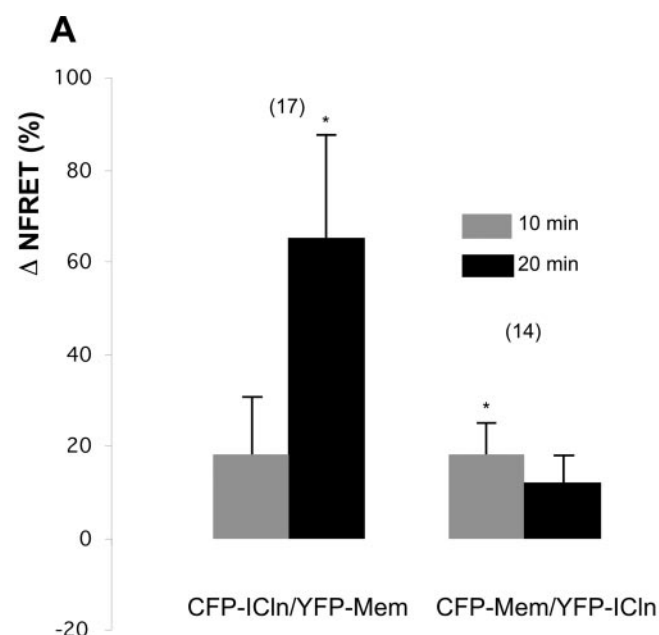 A
Δ NFRET (%)
100
80
60
40
20
0
-20
(17)
*
10 min
20 min
(14)
*
CFP-ICln/YFP-Mem
CFP-Mem/YFP-ICln